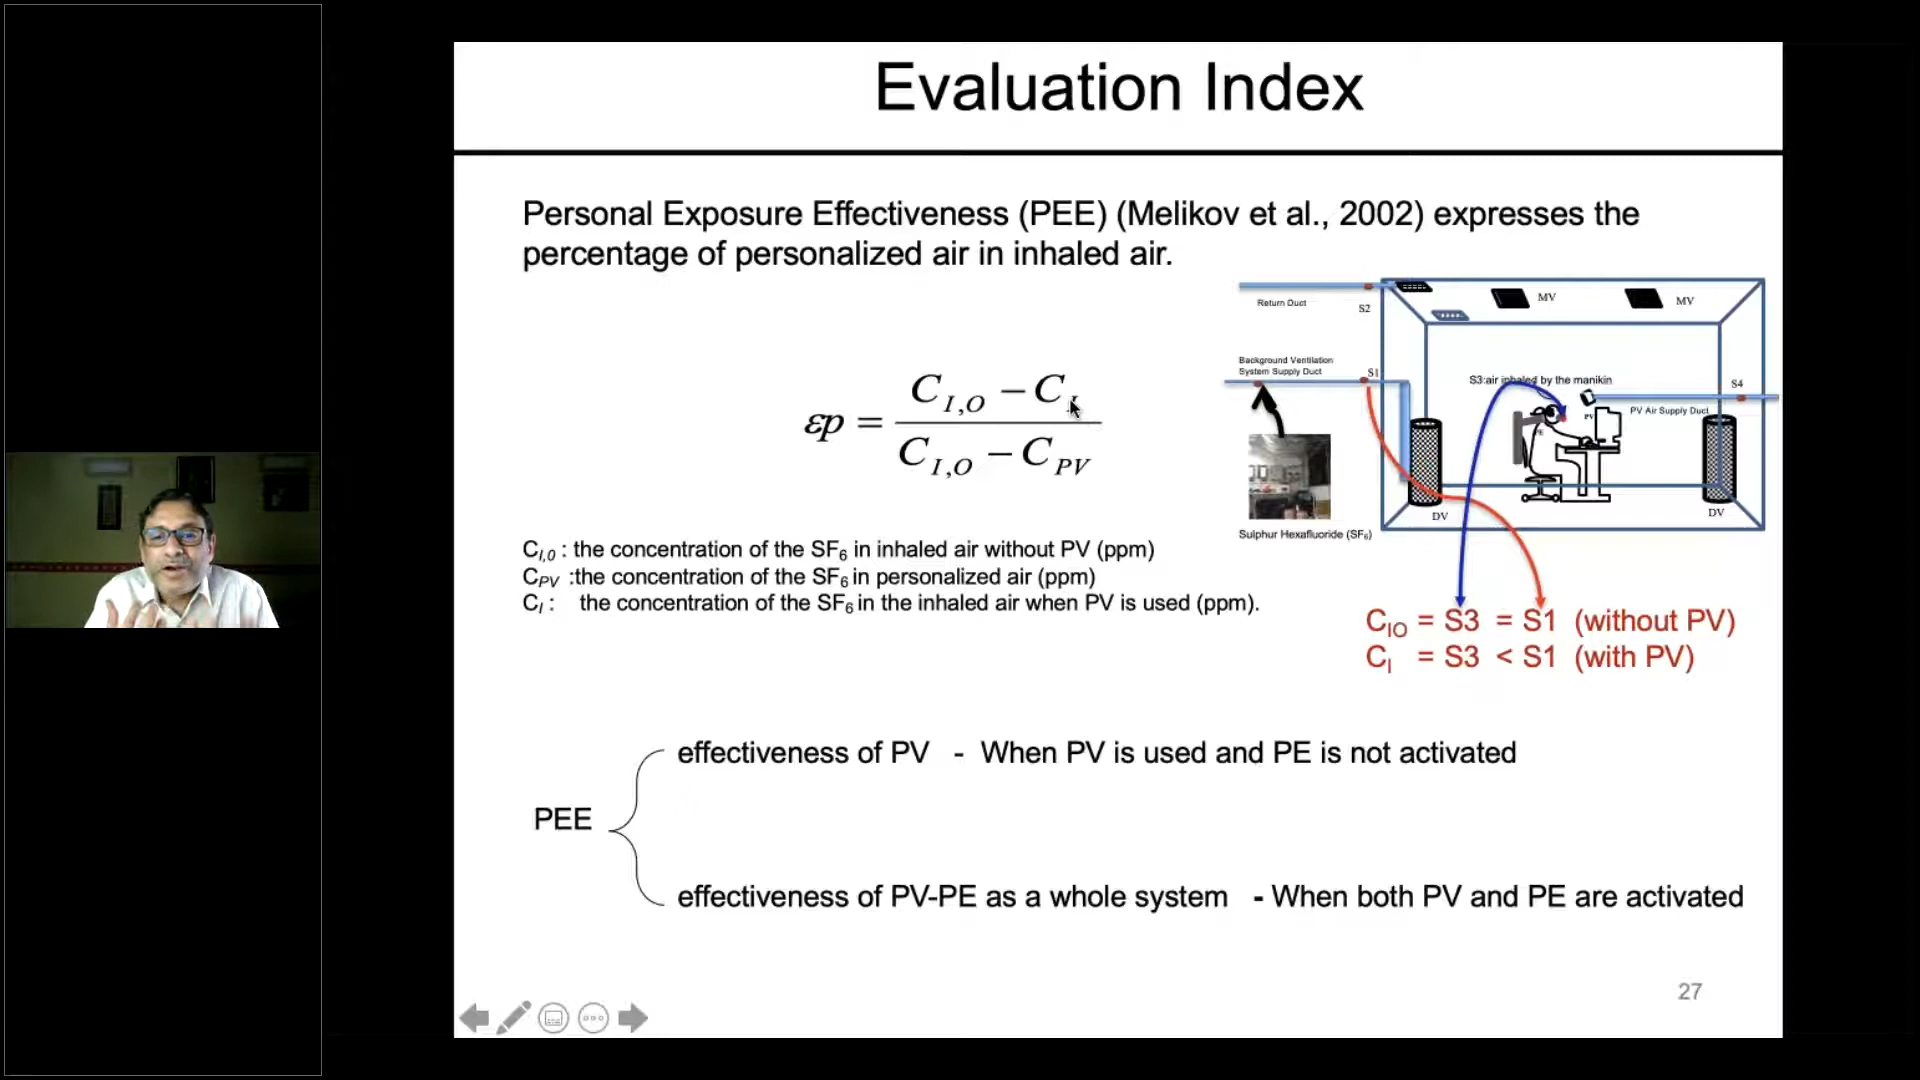 Evaluation Index
Personal Exposure Effectiveness (PEE) (Melikov et al., 2002) expresses the
percentage of personalized air in inhaled air.
εp = (C_I,O − C_I) / (C_I,O − C_PV)
Return Duct
S2
MV
MV
Background Ventilation
System Supply Duct
S1
S3:air inhaled by the manikin
S4
PV
PV Air Supply Duct
PE
DV
DV
Sulphur Hexafluoride (SF₆)
C_I,0 : the concentration of the SF₆ in inhaled air without PV (ppm)
C_PV :the concentration of the SF₆ in personalized air (ppm)
C_I : the concentration of the SF₆ in the inhaled air when PV is used (ppm).
C_IO = S3 = S1 (without PV)
C_I = S3 < S1 (with PV)
effectiveness of PV - When PV is used and PE is not activated
PEE
effectiveness of PV-PE as a whole system - When both PV and PE are activated
27